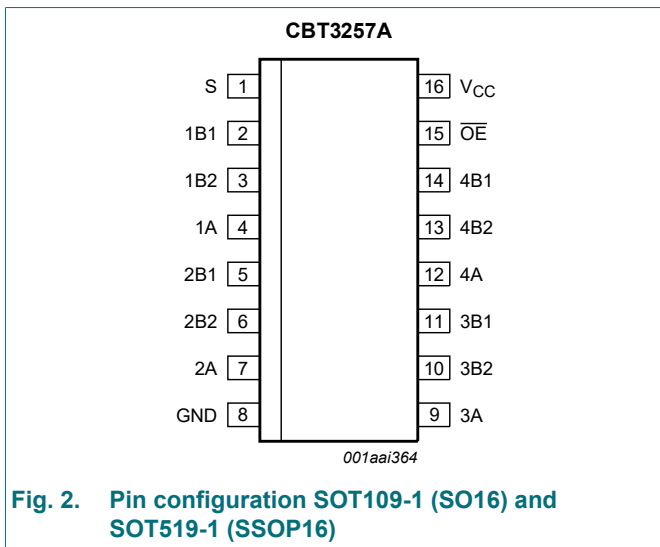 CBT3257A
S 1 16 VCC
1B1 2 15 OE
1B2 3 14 4B1
1A 4 13 4B2
2B1 5 12 4A
2B2 6 11 3B1
2A 7 10 3B2
GND 8 9 3A
001aai364
Fig. 2. Pin configuration SOT109-1 (SO16) and
SOT519-1 (SSOP16)